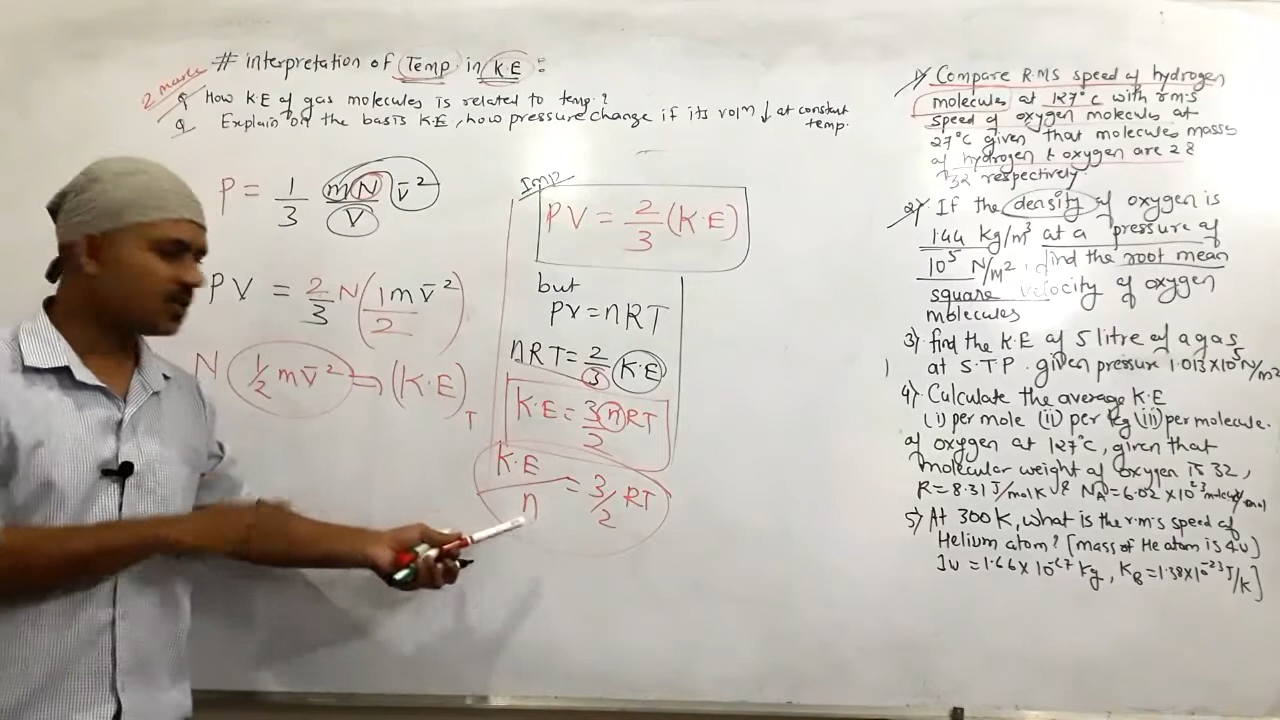 # interpretation of Temp in K.E :
2 marks
Q How K.E of gas molecules is related to temp.?
Q Explain on the basis K.E, how pressure change if its volm ↓ at constant
temp.
P = 1/3 mN/V v̄²
PV = 2/3 N(1/2 mv̄²)
N 1/2 mv̄² ⇒ (K.E)T
Imp
PV = 2/3 (K.E)
but
PV = nRT
nRT = 2/3 K.E
K.E = 3/2 nRT
K.E/n = 3/2 RT
1) Compare R.M.S speed of hydrogen
molecules at 127°c with r.m.s
speed of oxygen molecules at
27°c given that molecules masses
of hydrogen & oxygen are 2 &
32 respectively.
2) If the density of oxygen is
1.44 kg/m³ at a pressure of
10⁵ N/m², find the root mean
square velocity of oxygen
molecules
3) find the K.E of 5 litre of a gas
at S.T.P. given pressure 1.013×10⁵N/m²
4) Calculate the average K.E
(i) per mole (ii) per kg (iii) per molecule.
of oxygen at 127°c, given that
molecular weight of oxygen is 32,
R = 8.31 J/mol K & NA = 6.02 × 10²³ molecules/mol
5) At 300K, what is the r.m.s speed of
Helium atom? [mass of He atom is 4u]
1u = 1.66×10⁻²⁷ kg, KB = 1.38×10⁻²³ J/K]